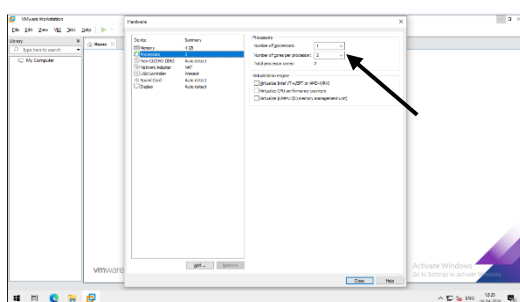 VMware Workstation
File Edit View VM Tabs Help
Library
Type here to search
My Computer
Home
Hardware
Device Summary
Memory 4 GB
Processors 2
New CD/DVD (IDE) Auto detect
Network Adapter NAT
USB Controller Present
Sound Card Auto detect
Display Auto detect
Add...
Remove
Processors
Number of processors: 1
Number of cores per processor: 2
Total processor cores: 2
Virtualization engine
Virtualize Intel VT-x/EPT or AMD-V/RVI
Virtualize CPU performance counters
Virtualize IOMMU (IO memory management unit)
Close
Help
vmware
Activate Windows
Go to Settings to activate Windows.
ENG